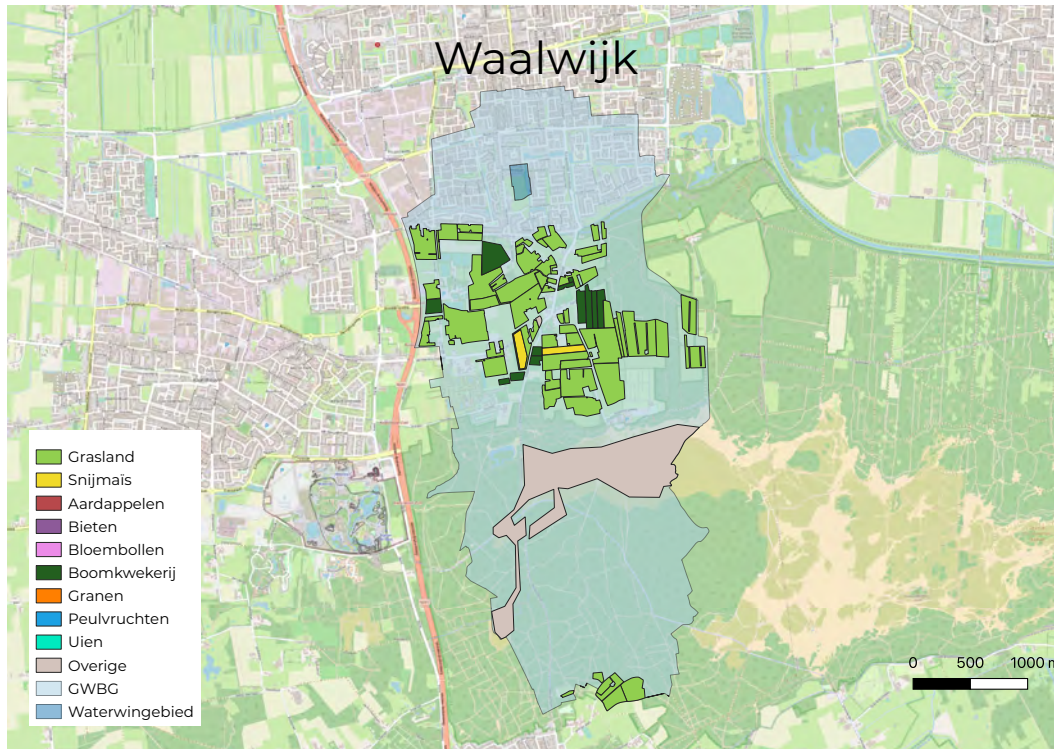 Waalwijk
Grasland
Snijmaïs
Aardappelen
Bieten
Bloembollen
Boomkwekerij
Granen
Peulvruchten
Uien
Overige
GWBG
Waterwingebied
0 500 1000 m